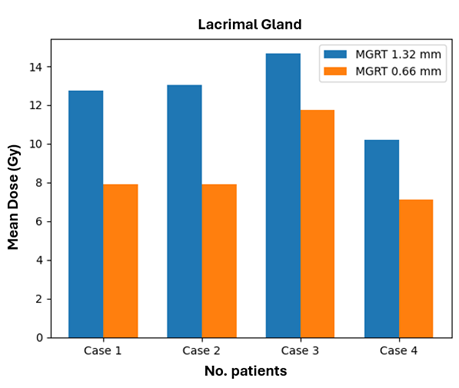 Lacrimal Gland
MGRT 1.32 mm
MGRT 0.66 mm
Mean Dose (Gy)
14
12
10
8
6
4
2
0
Case 1 Case 2 Case 3 Case 4
No. patients